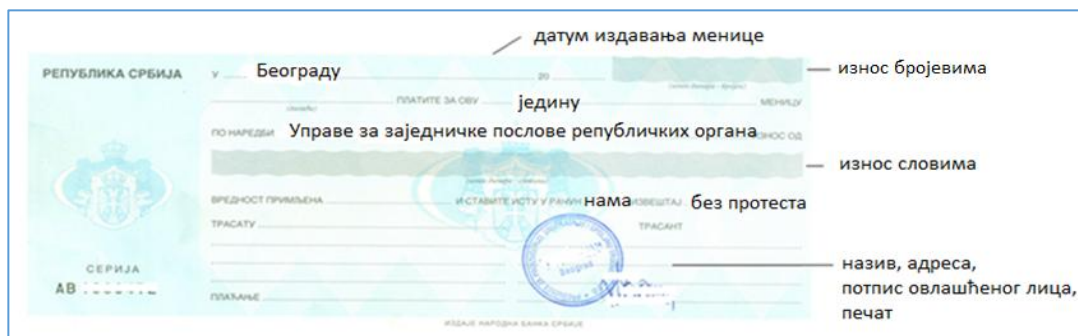 датум издавања менице
РЕПУБЛИКА СРБИЈА у Београду 20 износ бројевима
ПЛАТИТЕ ЗА ОВУ једину МЕНИЦУ
ПО НАРЕДБИ Управе за заједничке послове републичких органа ИЗНОС ОД
износ словима
ВРЕДНОСТ ПРИМЉЕНА И СТАВИТЕ ИСТУ У РАЧУН нама ИЗВЕШТАЈ без протеста
ТРАСАТУ ТРАСАНТ
назив, адреса,
СЕРИЈА потпис овлашћеног лица,
АВ
ПЛАЋАЊЕ печат
ИЗДАЈЕ НАРОДНА БАНКА СРБИЈЕ